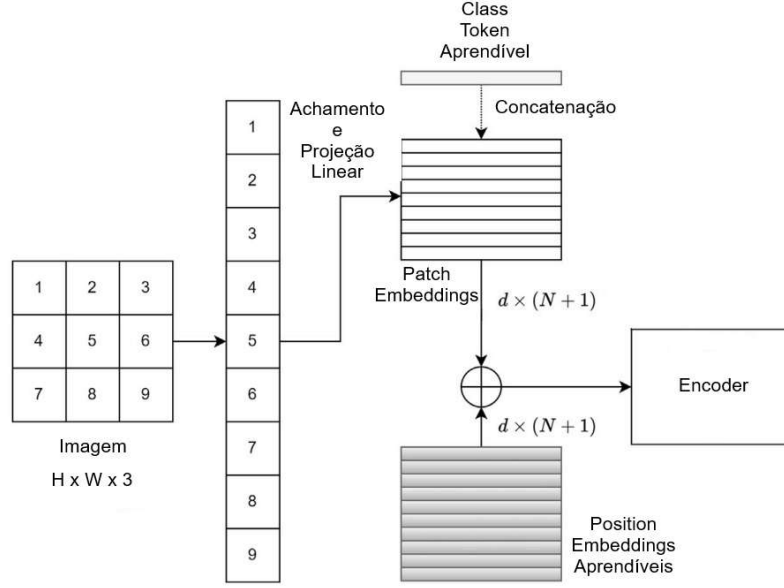 Class
Token
Aprendível
Concatenação
Achamento
e
Projeção
Linear
1
2
3
4
5
6
7
8
9
1 2 3
4 5 6
7 8 9
Imagem
H x W x 3
Patch
Embeddings
d × (N + 1)
Encoder
d × (N + 1)
Position
Embeddings
Aprendíveis